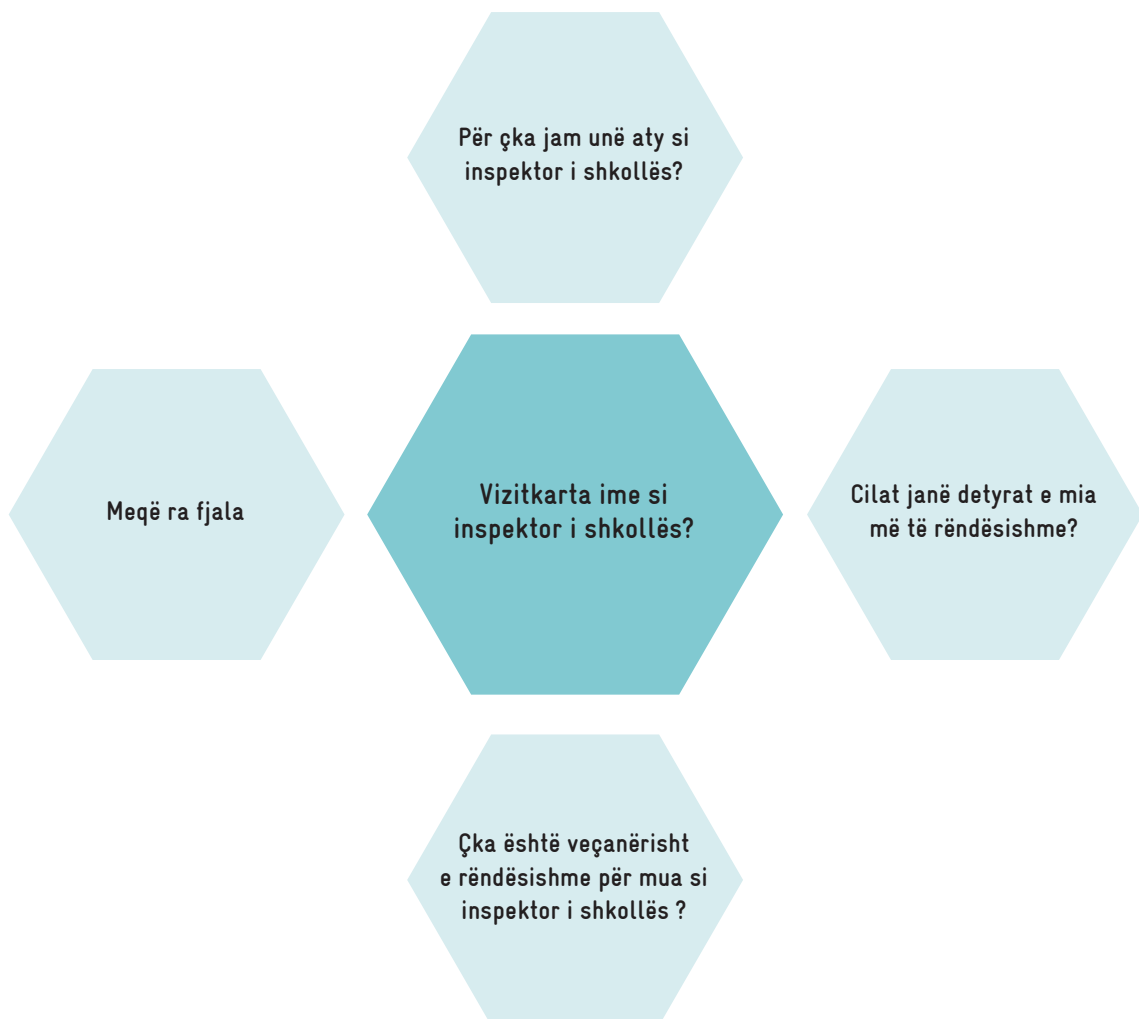 Për çka jam unë aty si
inspektor i shkollës?
Meqë ra fjala
Vizitkarta ime si
inspektor i shkollës?
Cilat janë detyrat e mia
më të rëndësishme?
Çka është veçanërisht
e rëndësishme për mua si
inspektor i shkollës ?